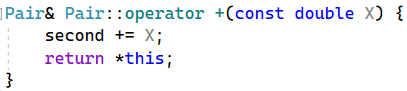 Pair& Pair::operator +(const double X) {
    second += X;
    return *this;
}